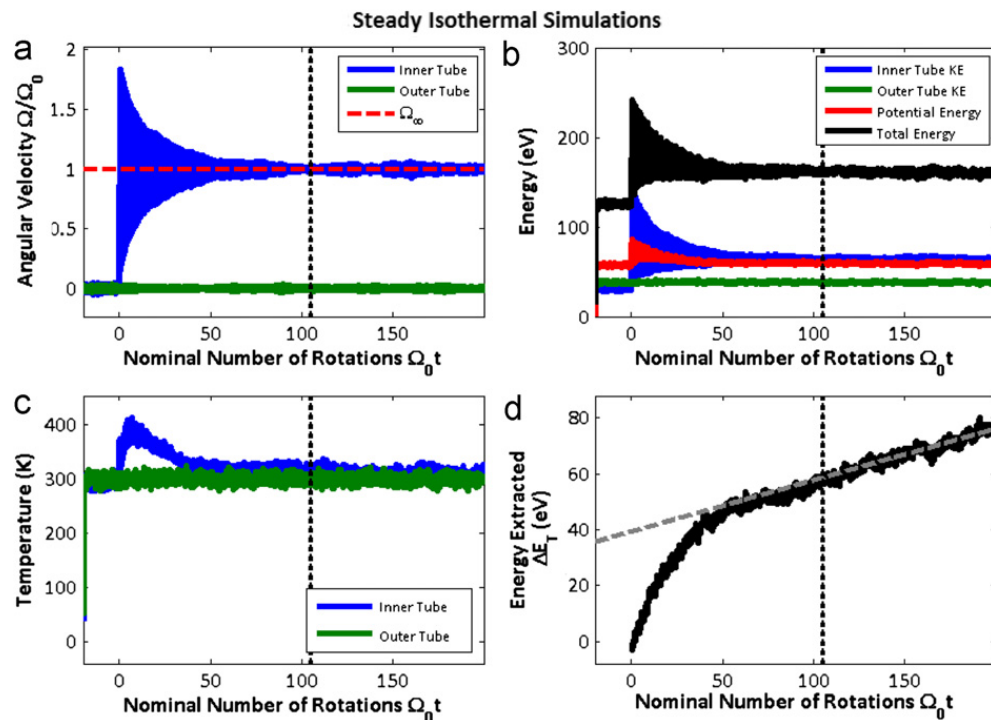 Steady Isothermal Simulations
a
Angular Velocity Ω/Ω₀
2
1.5
1
0.5
0
Inner Tube
Outer Tube
Ω∞
0 50 100 150
Nominal Number of Rotations Ω₀t
b
Energy (eV)
300
200
100
0
Inner Tube KE
Outer Tube KE
Potential Energy
Total Energy
0 50 100 150
Nominal Number of Rotations Ω₀t
c
Temperature (K)
400
300
200
100
0
Inner Tube
Outer Tube
0 50 100 150
Nominal Number of Rotations Ω₀t
d
Energy Extracted
ΔE_T (eV)
80
60
40
20
0
0 50 100 150
Nominal Number of Rotations Ω₀t